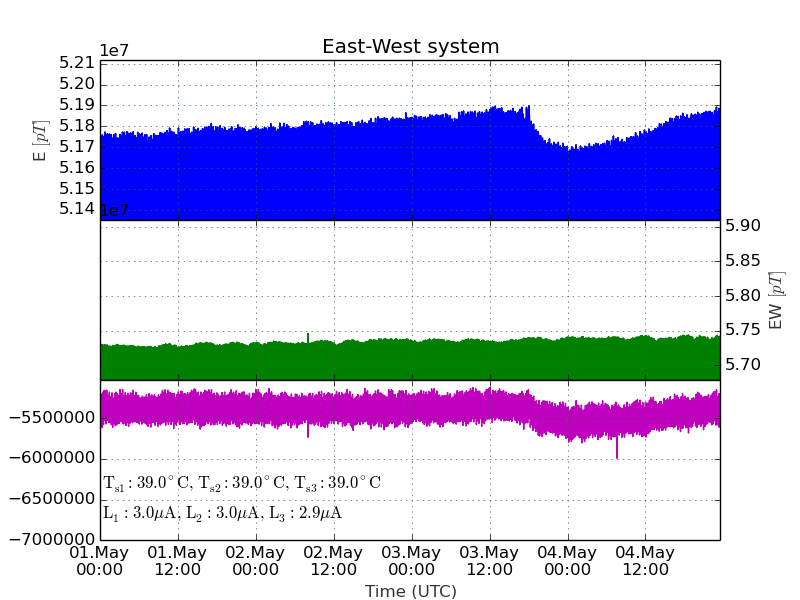 East-West system
1e7
5.21
5.20
5.19
5.18
5.17
5.16
5.15
5.14
E [pT]
1e7
5.90
5.85
5.80
5.75
5.70
EW [pT]
−5500000
−6000000
−6500000
−7000000
T_s1 : 39.0°C, T_s2 : 39.0°C, T_s3 : 39.0°C
L_1 : 3.0μA, L_2 : 3.0μA, L_3 : 2.9μA
01.May 01.May 02.May 02.May 03.May 03.May 04.May 04.May
00:00 12:00 00:00 12:00 00:00 12:00 00:00 12:00
Time (UTC)